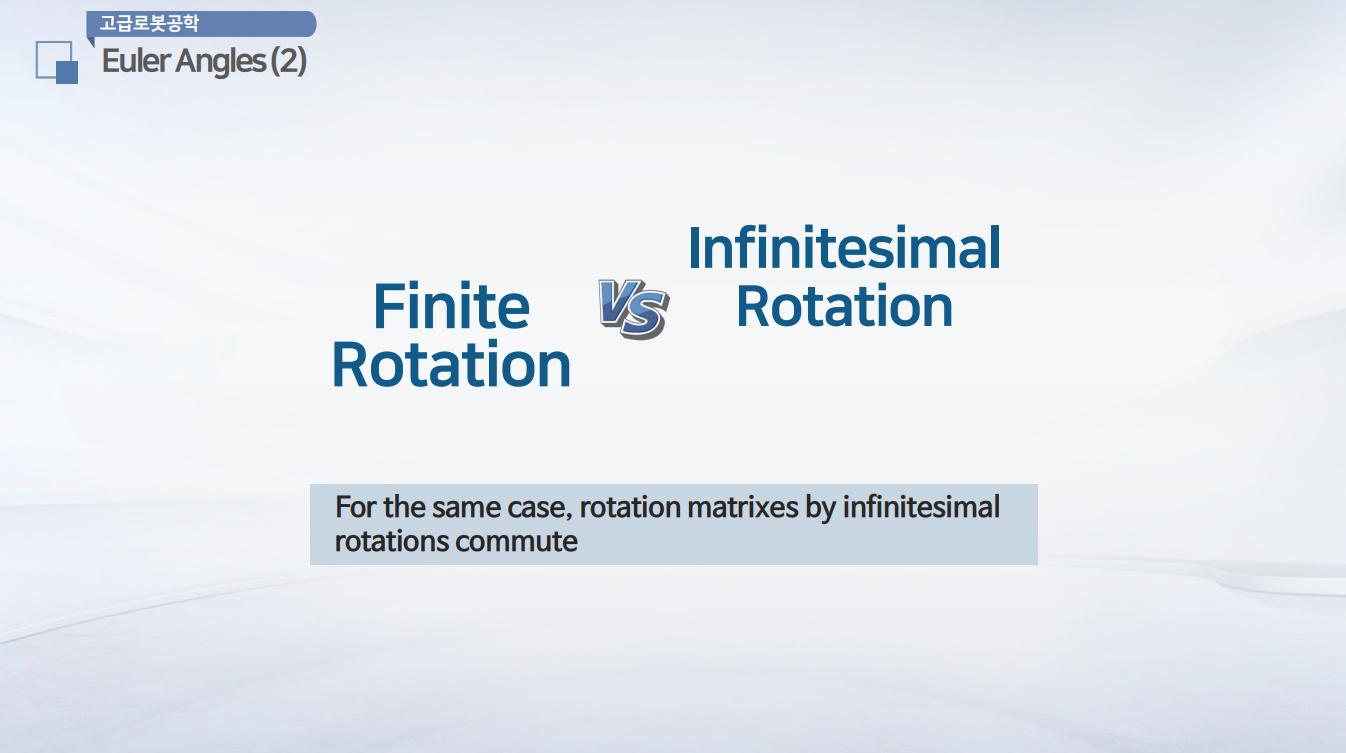 고급로봇공학
Euler Angles (2)
Finite
Rotation
VS
Infinitesimal
Rotation
For the same case, rotation matrixes by infinitesimal
rotations commute